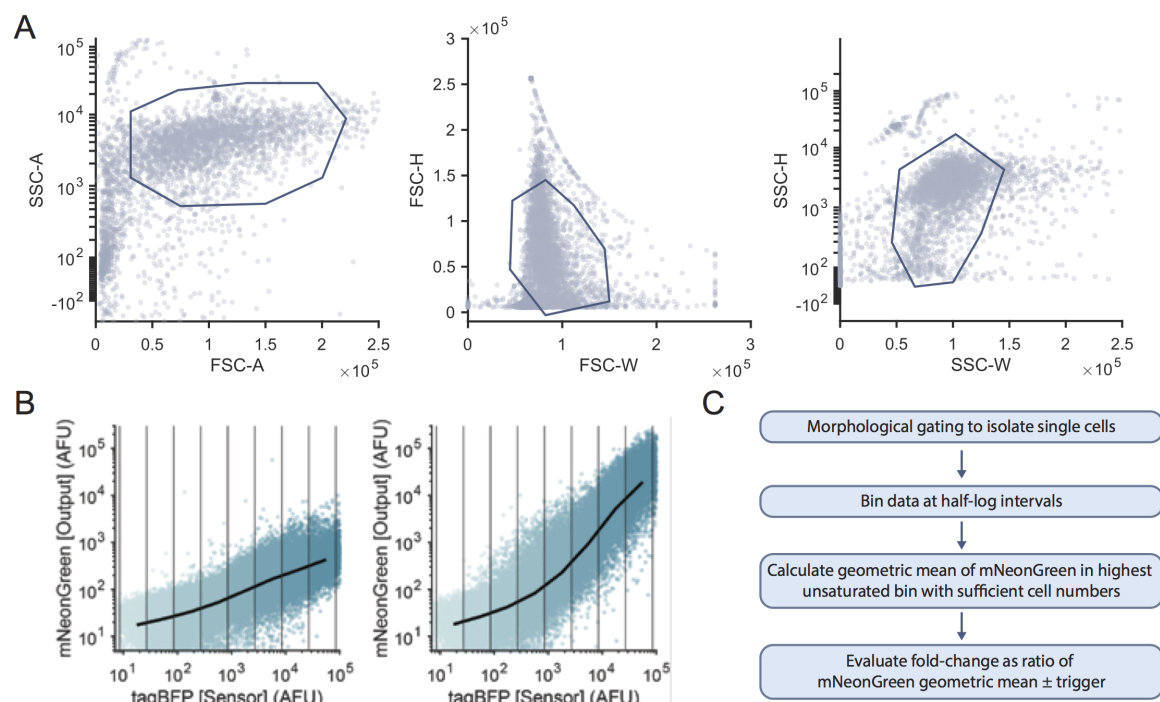 A
SSC-A
10^5
10^4
10^3
10^2
-10^2
0 0.5 1 1.5 2 2.5
FSC-A ×10^5
×10^5
FSC-H
3
2.5
2
1.5
1
0.5
0
0 1 2 3
FSC-W ×10^5
SSC-H
10^5
10^4
10^3
10^2
-10^2
0 0.5 1 1.5 2 2.5
SSC-W ×10^5
B
mNeonGreen [Output] (AFU)
10^5
10^4
10^3
10^2
10^1
10^1 10^2 10^3 10^4 10^5
tagBFP [Sensor] (AFU)
mNeonGreen [Output] (AFU)
10^5
10^4
10^3
10^2
10^1
10^1 10^2 10^3 10^4 10^5
tagBFP [Sensor] (AFU)
C
Morphological gating to isolate single cells
Bin data at half-log intervals
Calculate geometric mean of mNeonGreen in highest
unsaturated bin with sufficient cell numbers
Evaluate fold-change as ratio of
mNeonGreen geometric mean ± trigger